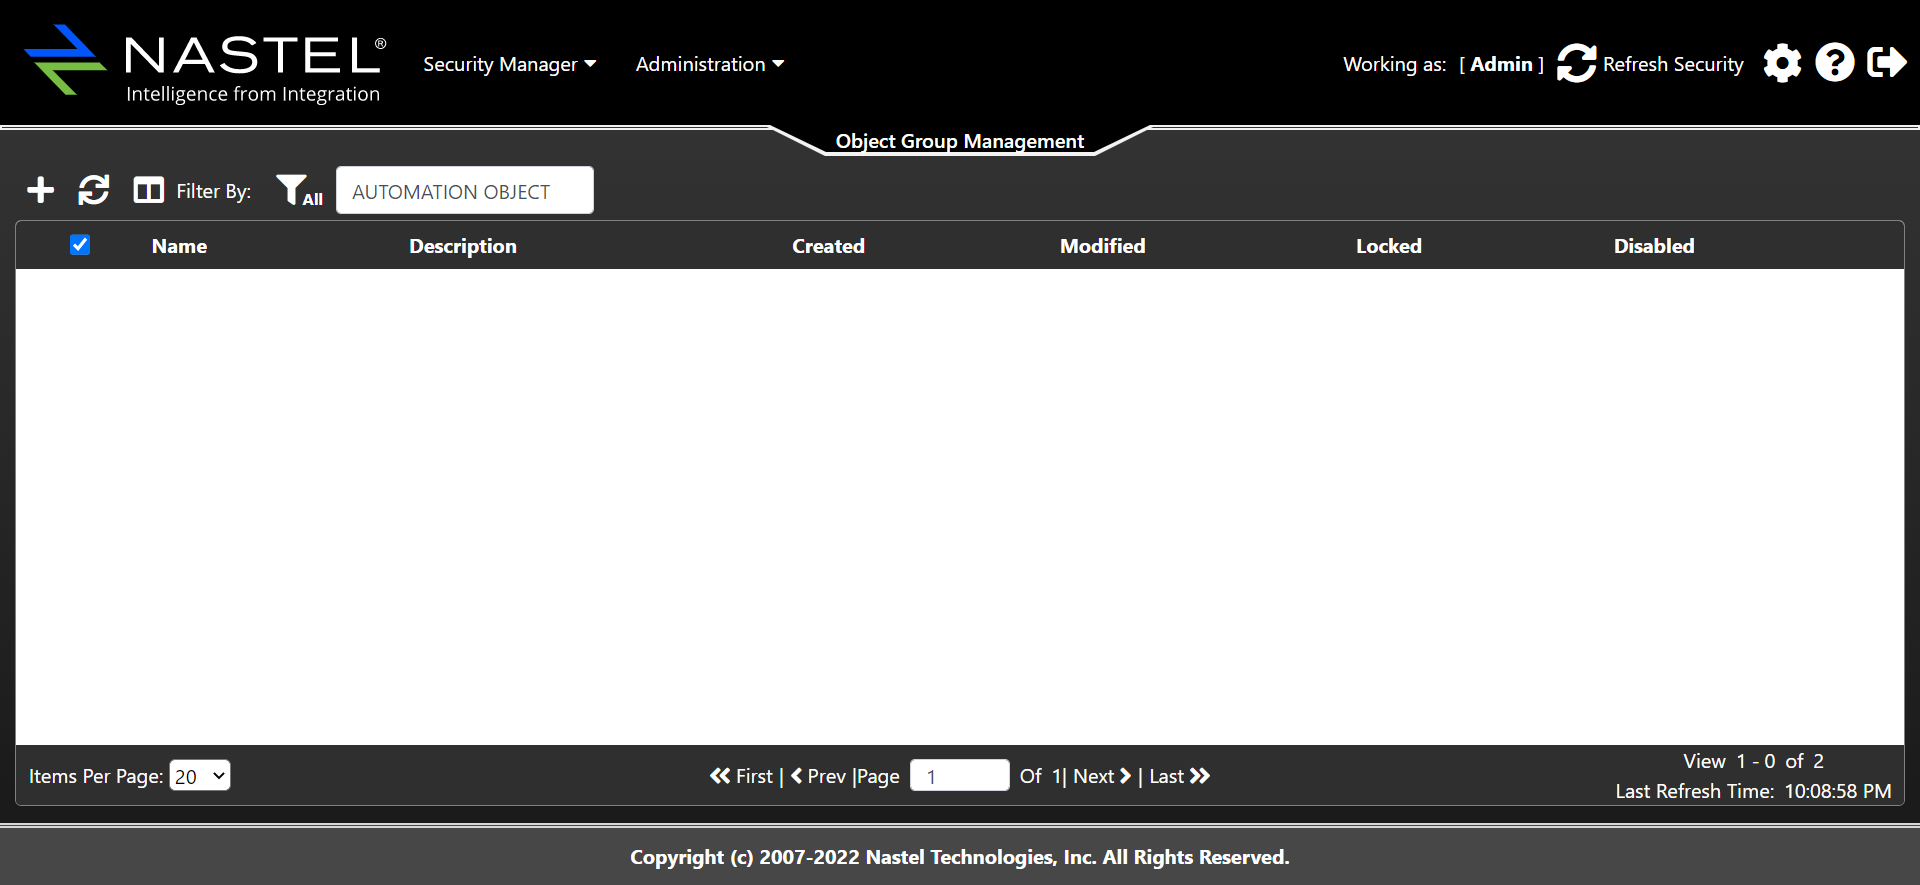 NASTEL®
Intelligence from Integration
Security Manager
Administration
Working as: [ Admin ]
Refresh Security
Object Group Management
Filter By:
All
AUTOMATION OBJECT
Name Description Created Modified Locked Disabled
Items Per Page: 20
First | Prev |Page 1 Of 1| Next | Last
View 1 - 0 of 2
Last Refresh Time: 10:08:58 PM
Copyright (c) 2007-2022 Nastel Technologies, Inc. All Rights Reserved.